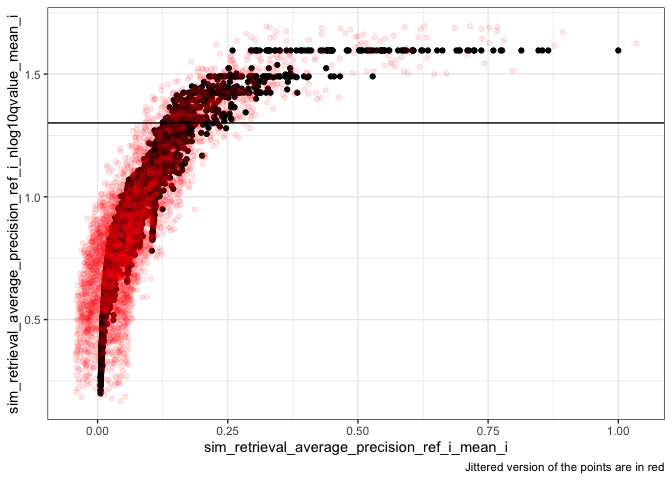 sim_retrieval_average_precision_ref_i_nlog10qvalue_mean_i
1.5
1.0
0.5
0.00 0.25 0.50 0.75 1.00
sim_retrieval_average_precision_ref_i_mean_i
Jittered version of the points are in red